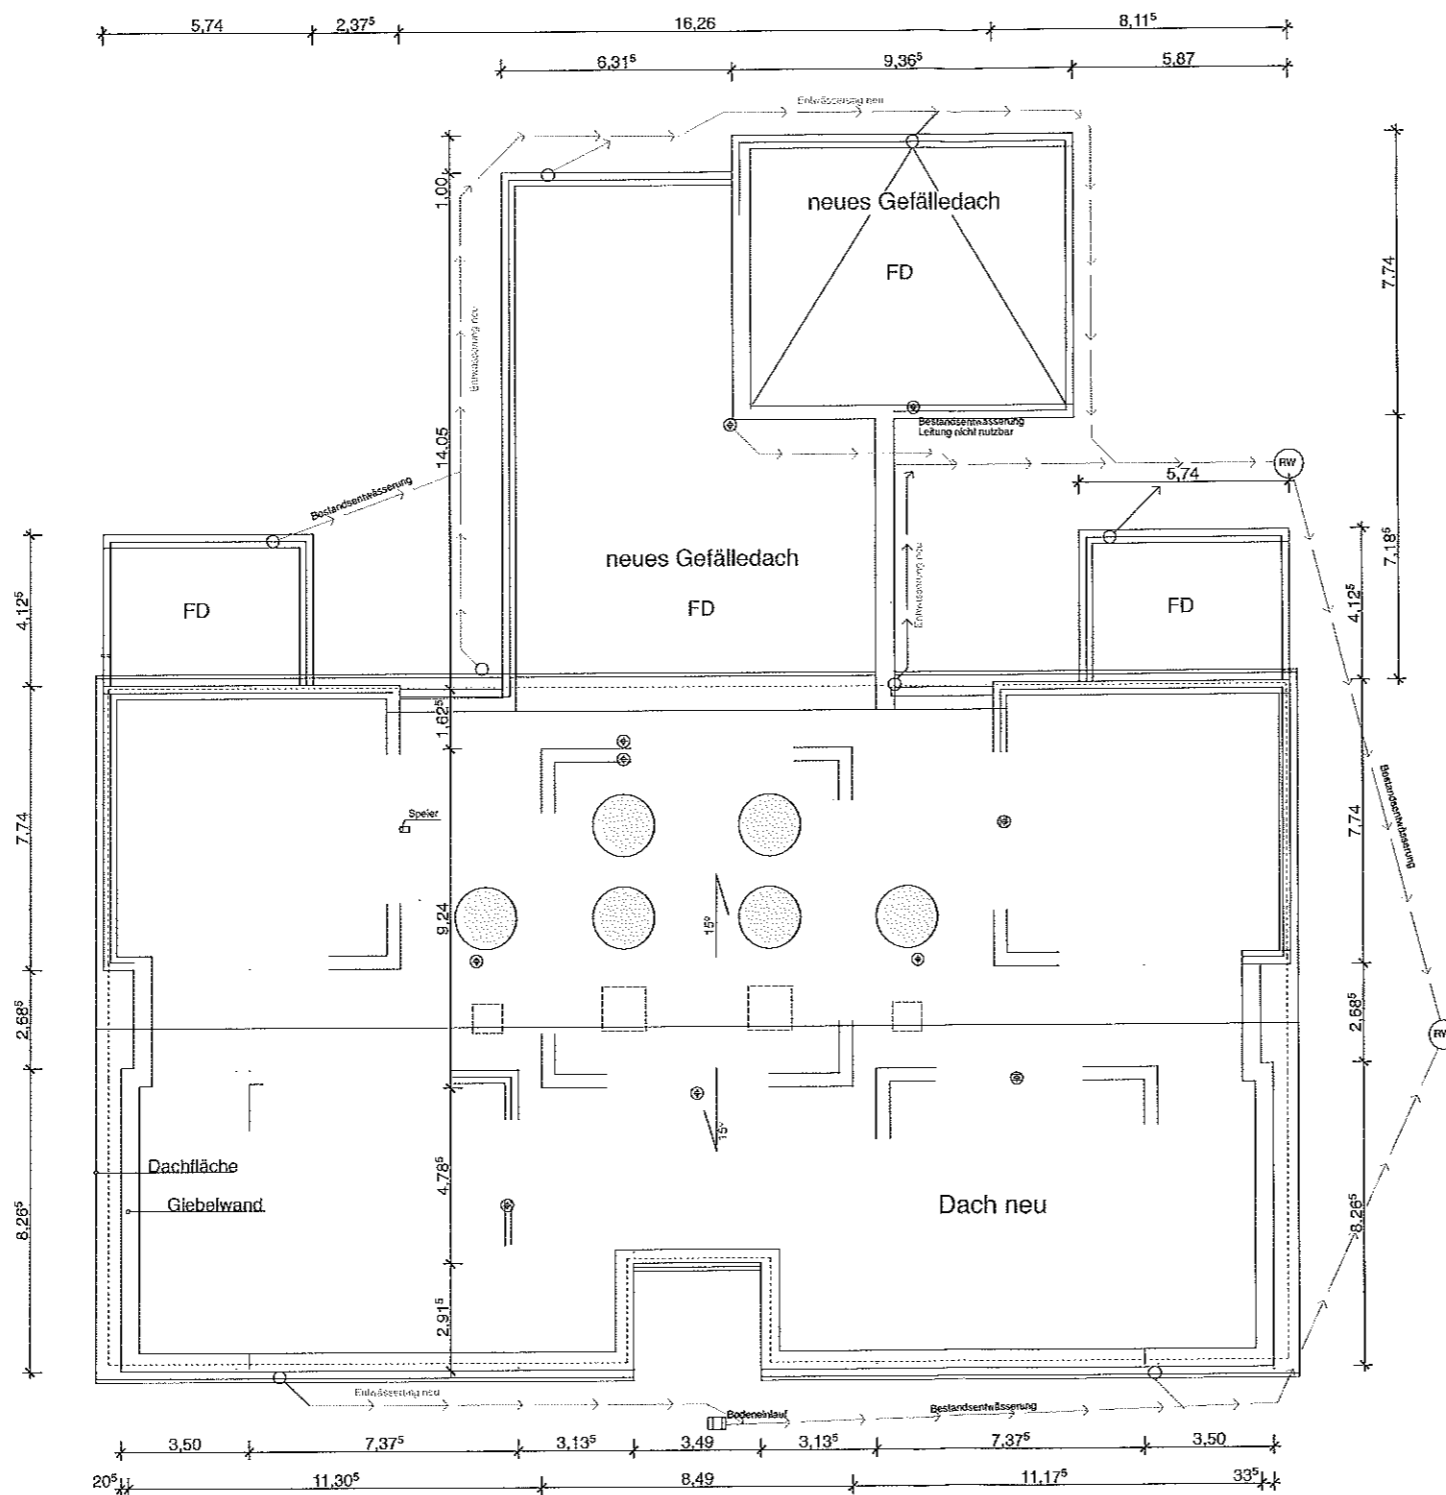 5,74
2,37⁵
16,26
8,11⁵
6,31⁵
9,36⁵
5,87
Entwässerung neu
1,00
neues Gefälledach
FD
7,74
Entwässerung neu
14,05
Bestandsentwässerung
Leitung nicht nutzbar
RW
5,74
Bestandsentwässerung
neues Gefälledach
FD
Entwässerung neu
7,18⁵
4,12⁵
FD
FD
4,12⁵
1,62⁵
Speier
7,74
9,24
15°
7,74
Bestandsentwässerung
2,68⁵
2,68⁵
RW
15°
Dachfläche
4,78⁵
Giebelwand
Dach neu
8,26⁵
8,26⁵
2,91⁵
Entwässerung neu
Bodeneinlauf
Bestandsentwässerung
3,50
7,37⁵
3,13⁵
3,49
3,13⁵
7,37⁵
3,50
20⁵
11,30⁵
8,49
11,17⁵
33⁵